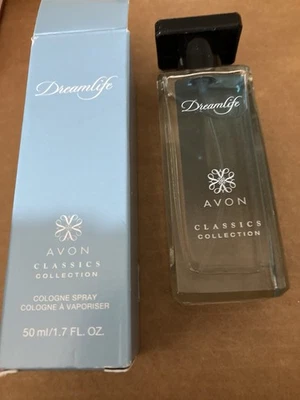 Dreamlife
AVON
CLASSICS
COLLECTION
COLOGNE SPRAY
COLOGNE À VAPORISER
50 ml/1.7 FL. OZ.
Dreamlife
AVON
CLASSICS
COLLECTION